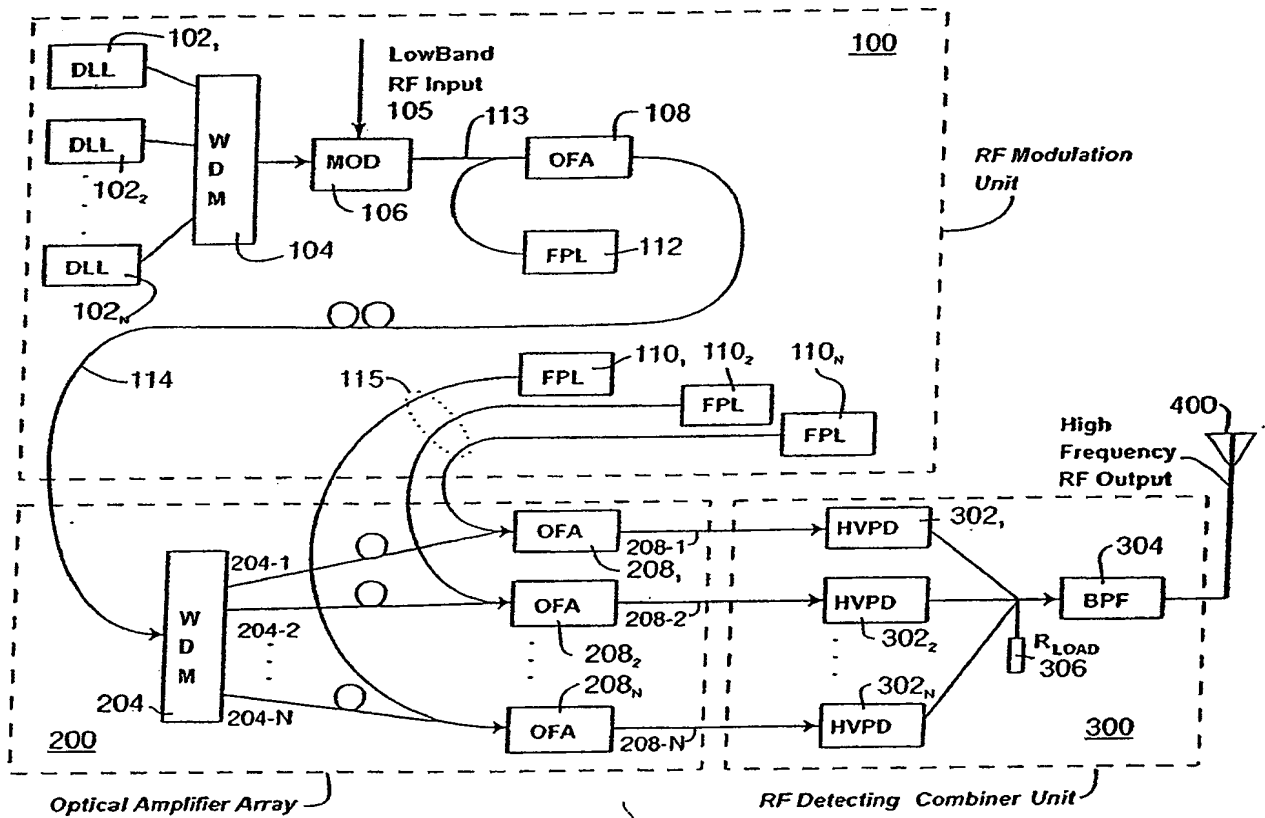 102₁
DLL
LowBand
RF Input
105
100
113
108
DLL
102₂
W
D
M
MOD
106
OFA
RF Modulation
Unit
DLL
102N
104
FPL
112
114
115
FPL
110₁
FPL
110₂
FPL
110N
400
High
Frequency
RF Output
W
D
M
204
204-1
204-2
204-N
OFA
208₁
208-1
OFA
208₂
208-2
OFA
208N
208-N
200
HVPD
302₁
HVPD
302₂
HVPD
302N
304
BPF
RLOAD
306
300
Optical Amplifier Array
RF Detecting Combiner Unit